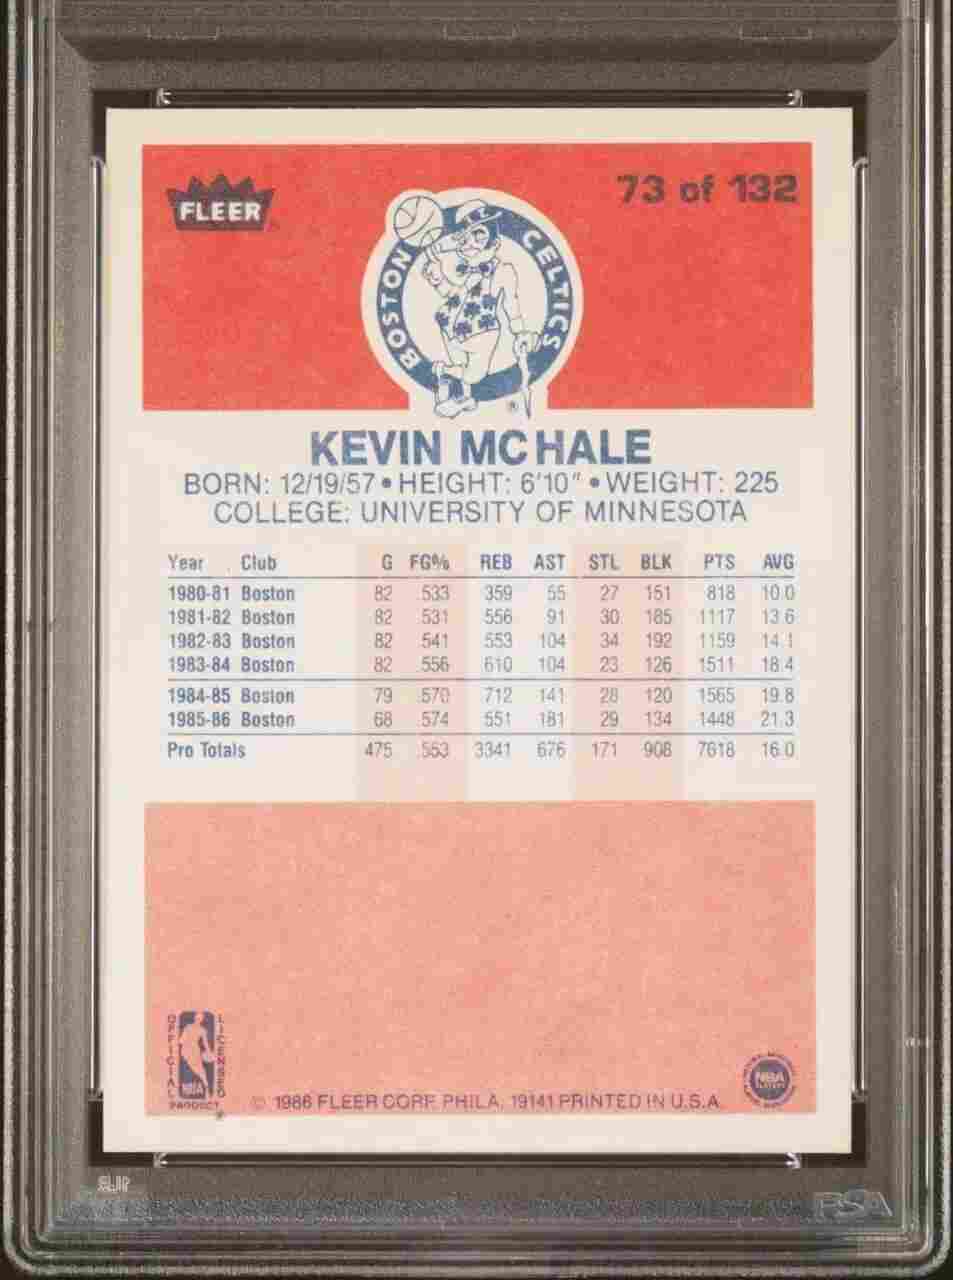 FLEER
73 of 132
BOSTON CELTICS
®
KEVIN MCHALE
BORN: 12/19/57 • HEIGHT: 6'10" • WEIGHT: 225
COLLEGE: UNIVERSITY OF MINNESOTA
Year Club G FG% REB AST STL BLK PTS AVG
1980-81 Boston 82 .533 359 55 27 151 818 10.0
1981-82 Boston 82 .531 556 91 30 185 1117 13.6
1982-83 Boston 82 .541 553 104 34 192 1159 14.1
1983-84 Boston 82 .556 610 104 23 126 1511 18.4
1984-85 Boston 79 .570 712 141 28 120 1565 19.8
1985-86 Boston 68 .574 551 181 29 134 1448 21.3
Pro Totals 475 .553 3341 676 171 908 7618 16.0
OFFICIAL LICENSED
NBA
PRODUCT
NBA
PLAYERS
© 1986 FLEER CORP. PHILA. 19141 PRINTED IN U.S.A.
PSA